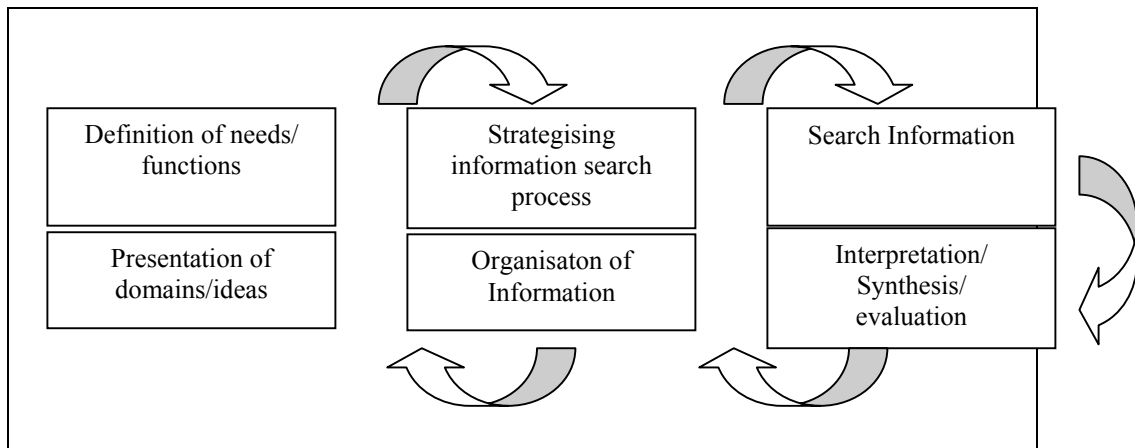 Definition of needs/
functions
Strategising
information search
process
Search Information
Presentation of
domains/ideas
Organisaton of
Information
Interpretation/
Synthesis/
evaluation